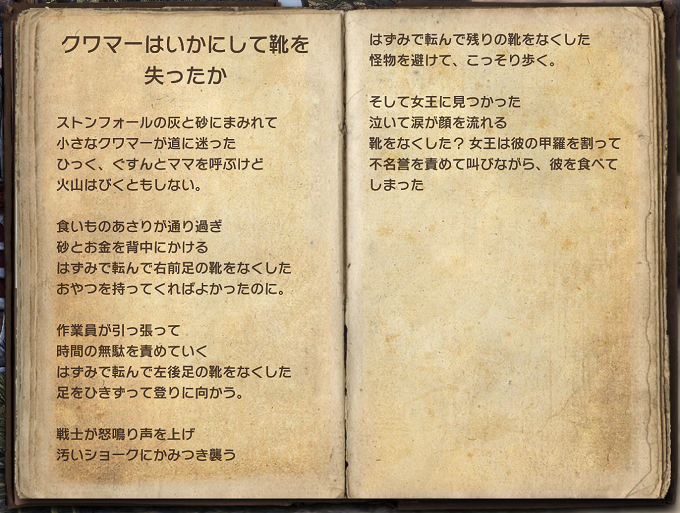 クワマーはいかにして靴を
失ったか
ストンフォールの灰と砂にまみれて
小さなクワマーが道に迷った
ひっく、ぐすんとママを呼ぶけど
火山はびくともしない。
食いものあさりが通り過ぎ
砂とお金を背中にかける
はずみで転んで右前足の靴をなくした
おやつを持ってくればよかったのに。
作業員が引っ張って
時間の無駄を責めていく
はずみで転んで左後足の靴をなくした
足をひきずって登りに向かう。
戦士が怒鳴り声を上げ
汚いショークにかみつき襲う
はずみで転んで残りの靴をなくした
怪物を避けて、こっそり歩く。
そして女王に見つかった
泣いて涙が顔を流れる
靴をなくした? 女王は彼の甲羅を割って
不名誉を責めて叫びながら、彼を食べて
しまった